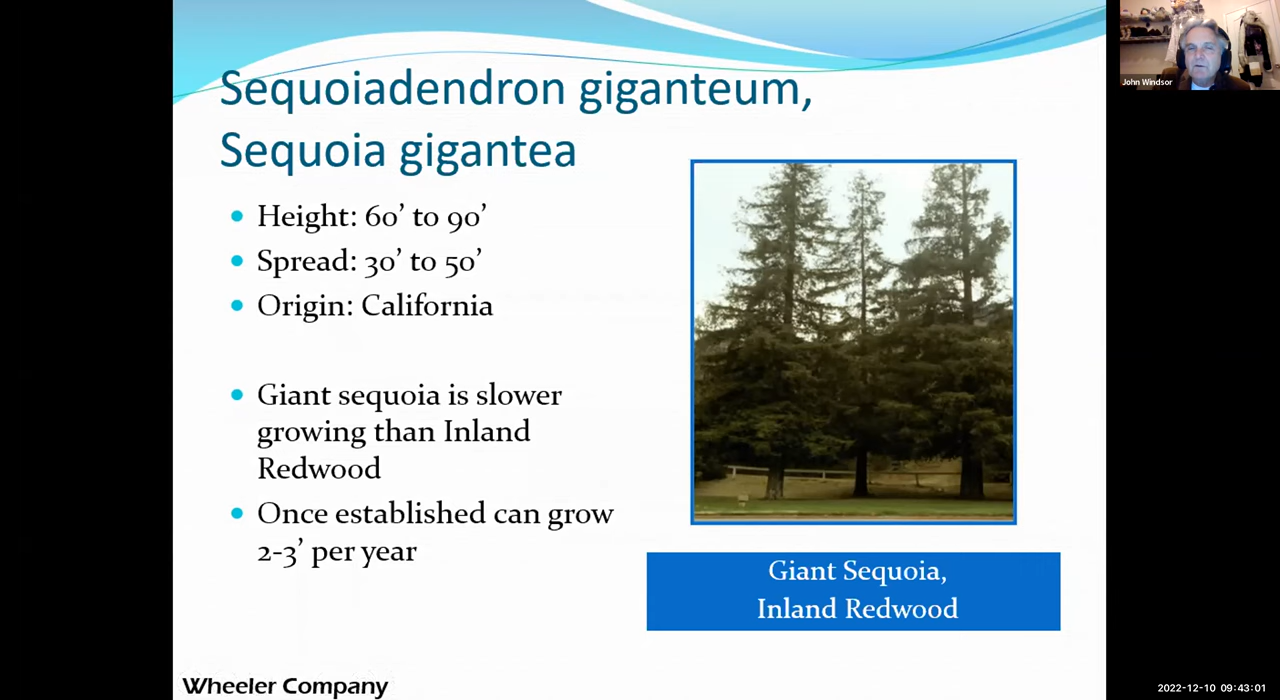 Sequoiadendron giganteum,
Sequoia gigantea
Height: 60’ to 90’
Spread: 30’ to 50’
Origin: California
Giant sequoia is slower
growing than Inland
Redwood
Once established can grow
2-3’ per year
Giant Sequoia,
Inland Redwood
Wheeler Company
John Windsor
2022-12-10 09:43:01